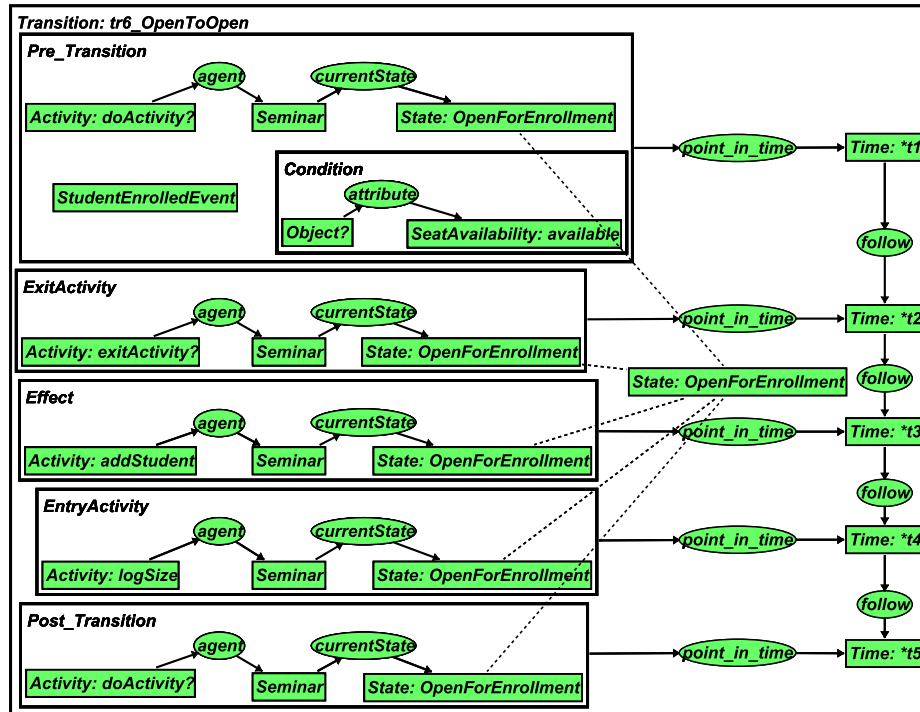 Transition: tr6_OpenToOpen
Pre_Transition
agent
currentState
Activity: doActivity?
Seminar
State: OpenForEnrollment
point_in_time
Time: *t1
Condition
StudentEnrolledEvent
attribute
Object?
SeatAvailability: available
follow
ExitActivity
agent
currentState
point_in_time
Time: *t2
Activity: exitActivity?
Seminar
State: OpenForEnrollment
State: OpenForEnrollment
follow
Effect
agent
currentState
point_in_time
Time: *t3
Activity: addStudent
Seminar
State: OpenForEnrollment
follow
EntryActivity
agent
currentState
point_in_time
Time: *t4
Activity: logSize
Seminar
State: OpenForEnrollment
follow
Post_Transition
agent
currentState
point_in_time
Time: *t5
Activity: doActivity?
Seminar
State: OpenForEnrollment